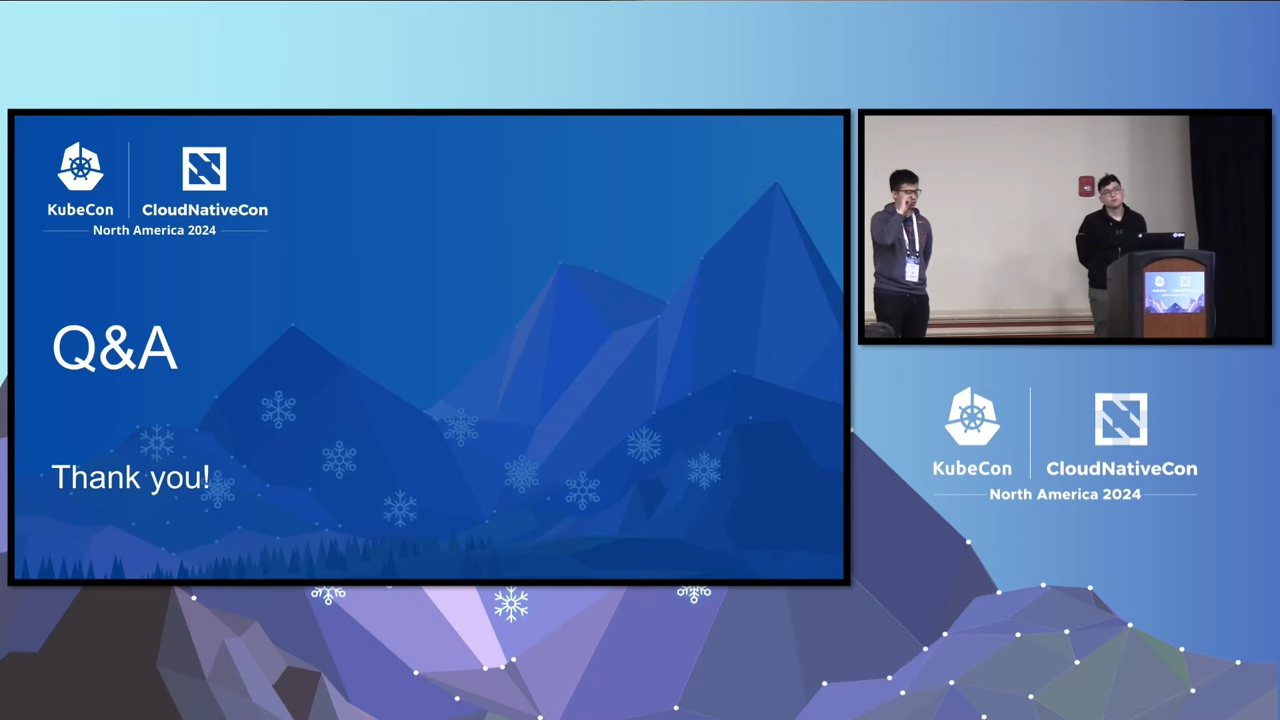 KubeCon
CloudNativeCon
North America 2024
Q&A
Thank you!
KubeCon
CloudNativeCon
North America 2024